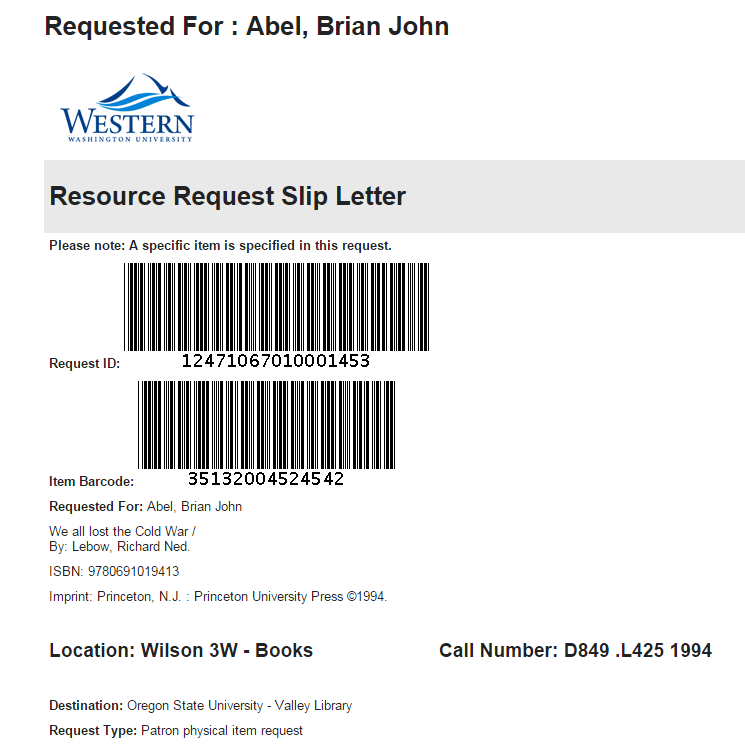 Requested For : Abel, Brian John
WESTERN
WASHINGTON UNIVERSITY
Resource Request Slip Letter
Please note: A specific item is specified in this request.
Request ID: 12471067010001453
Item Barcode: 35132004524542
Requested For: Abel, Brian John
We all lost the Cold War /
By: Lebow, Richard Ned.
ISBN: 9780691019413
Imprint: Princeton, N.J. : Princeton University Press ©1994.
Location: Wilson 3W - Books Call Number: D849 .L425 1994
Destination: Oregon State University - Valley Library
Request Type: Patron physical item request